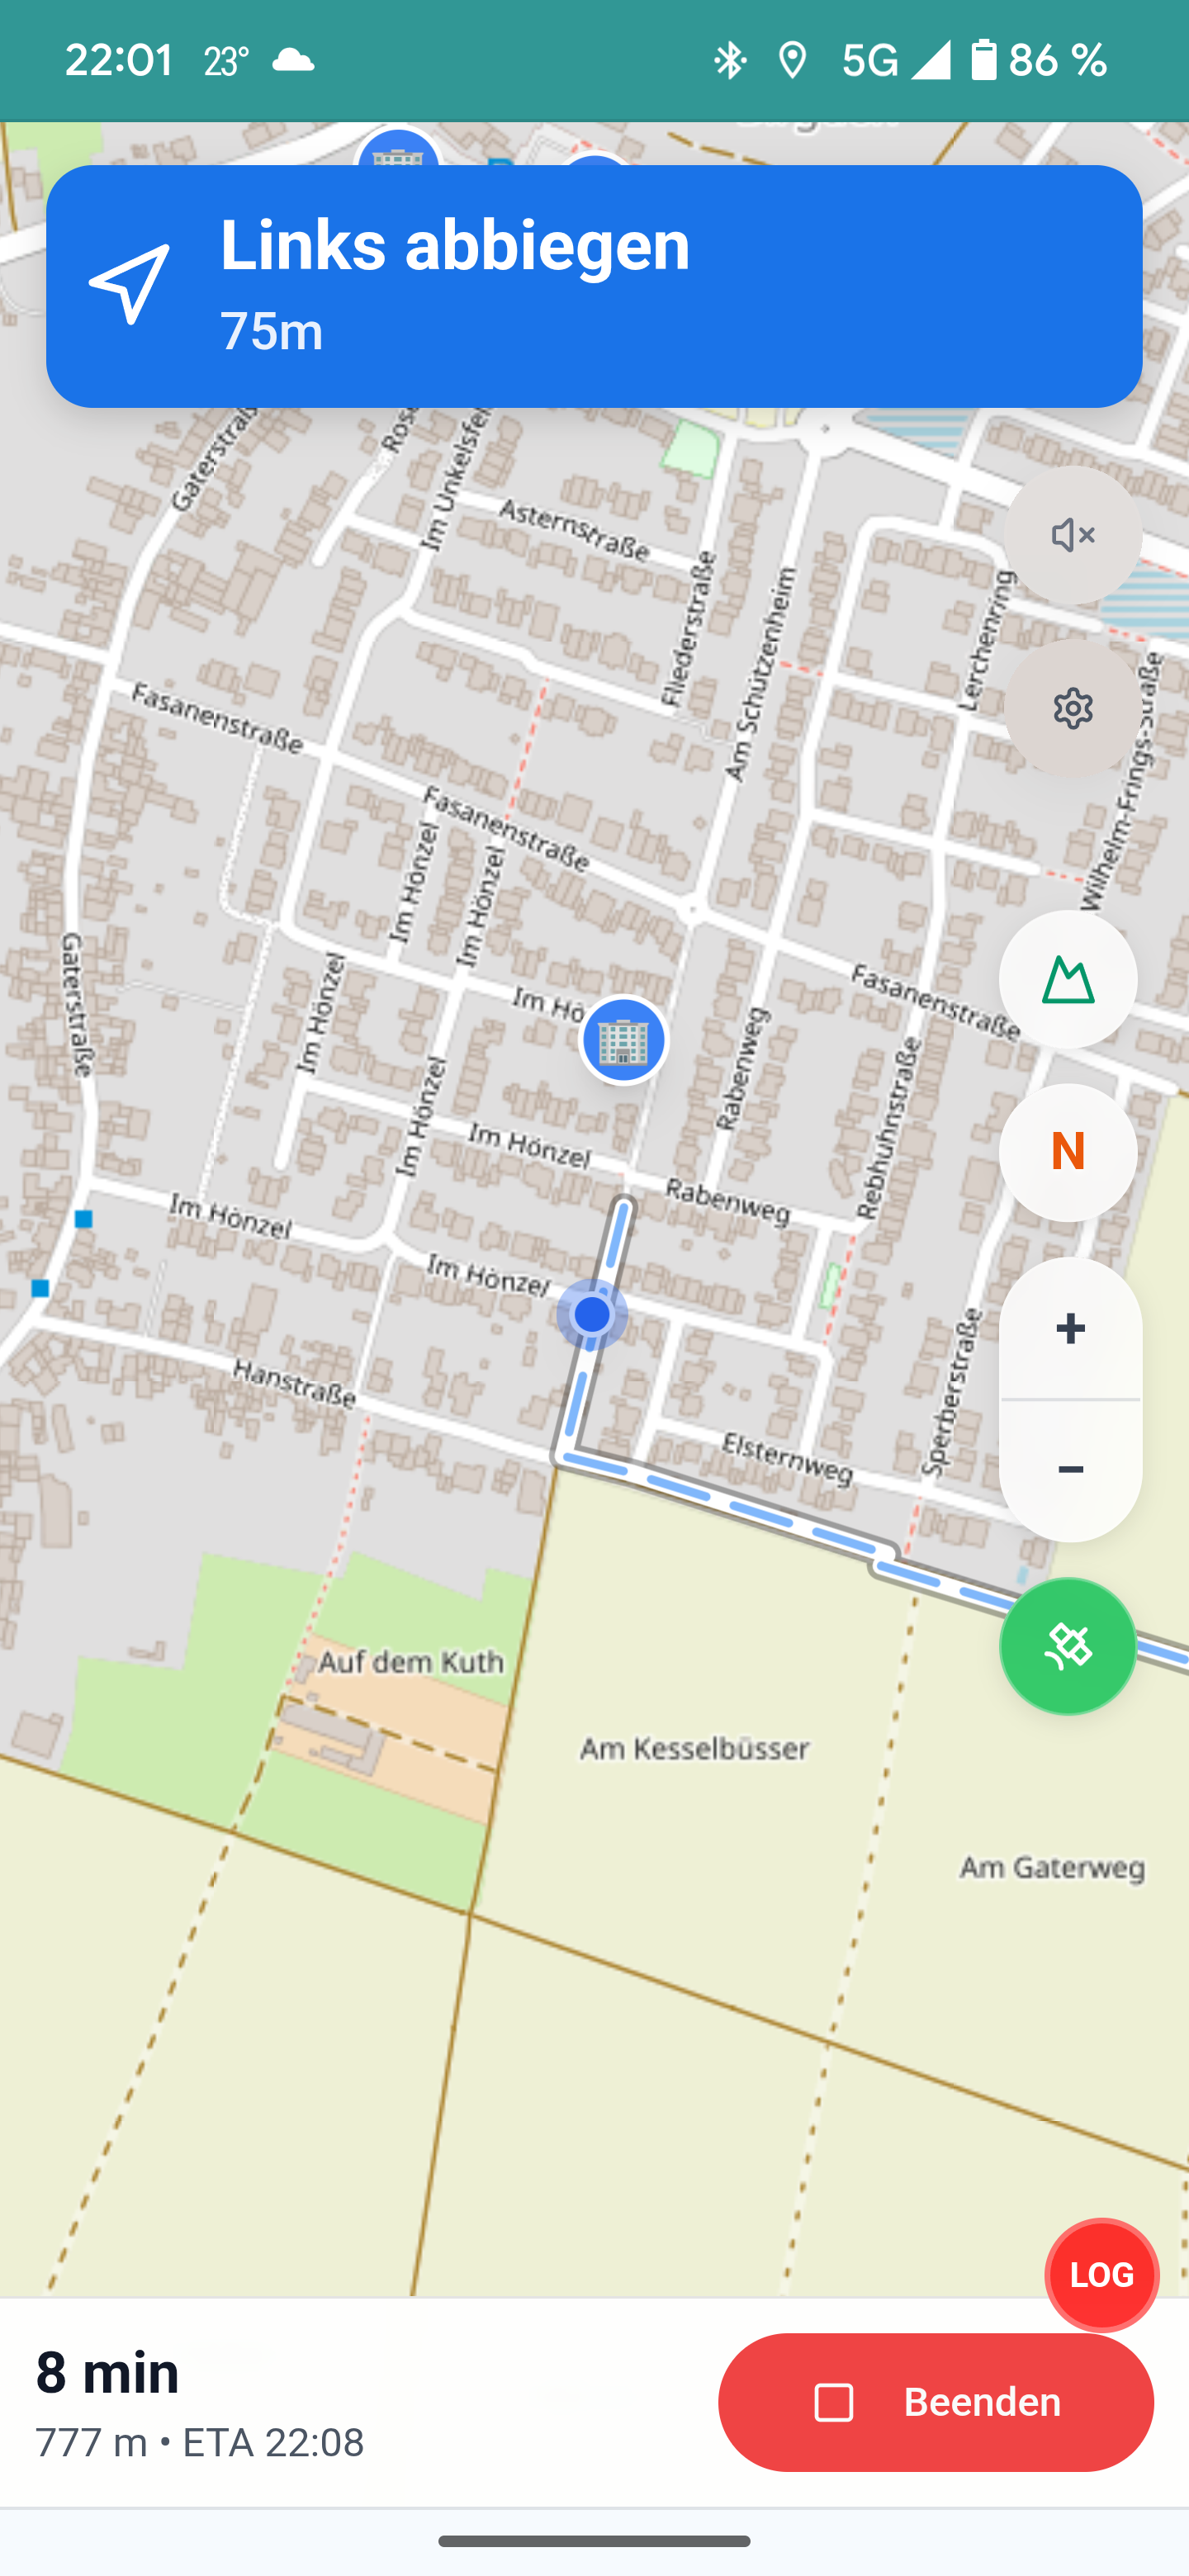 22:01 23° 5G 86 %
Links abbiegen
75m
Gaterstraß
Rose
Im Unkelsfel
Asternstraße
Fliederstraße
Am Schützenheim
Lerchenring
Wilhelm-Frings-Straße
Fasanenstraße
Fasanenstraße
Im Hönzel
Im Hönzel
Gaterstraße
Im Hönzel
Im Hö
Fasanenstraße
Rabenweg
Rebhuhnstraße
N
Im Hönzel
Im Hönzel
Rabenweg
Im Hönzel
Im Hönzel
+
Hanstraße
Sperberstraße
Elsternweg
−
Auf dem Kuth
Am Kesselbüsser
Am Gaterweg
LOG
8 min
777 m • ETA 22:08
Beenden